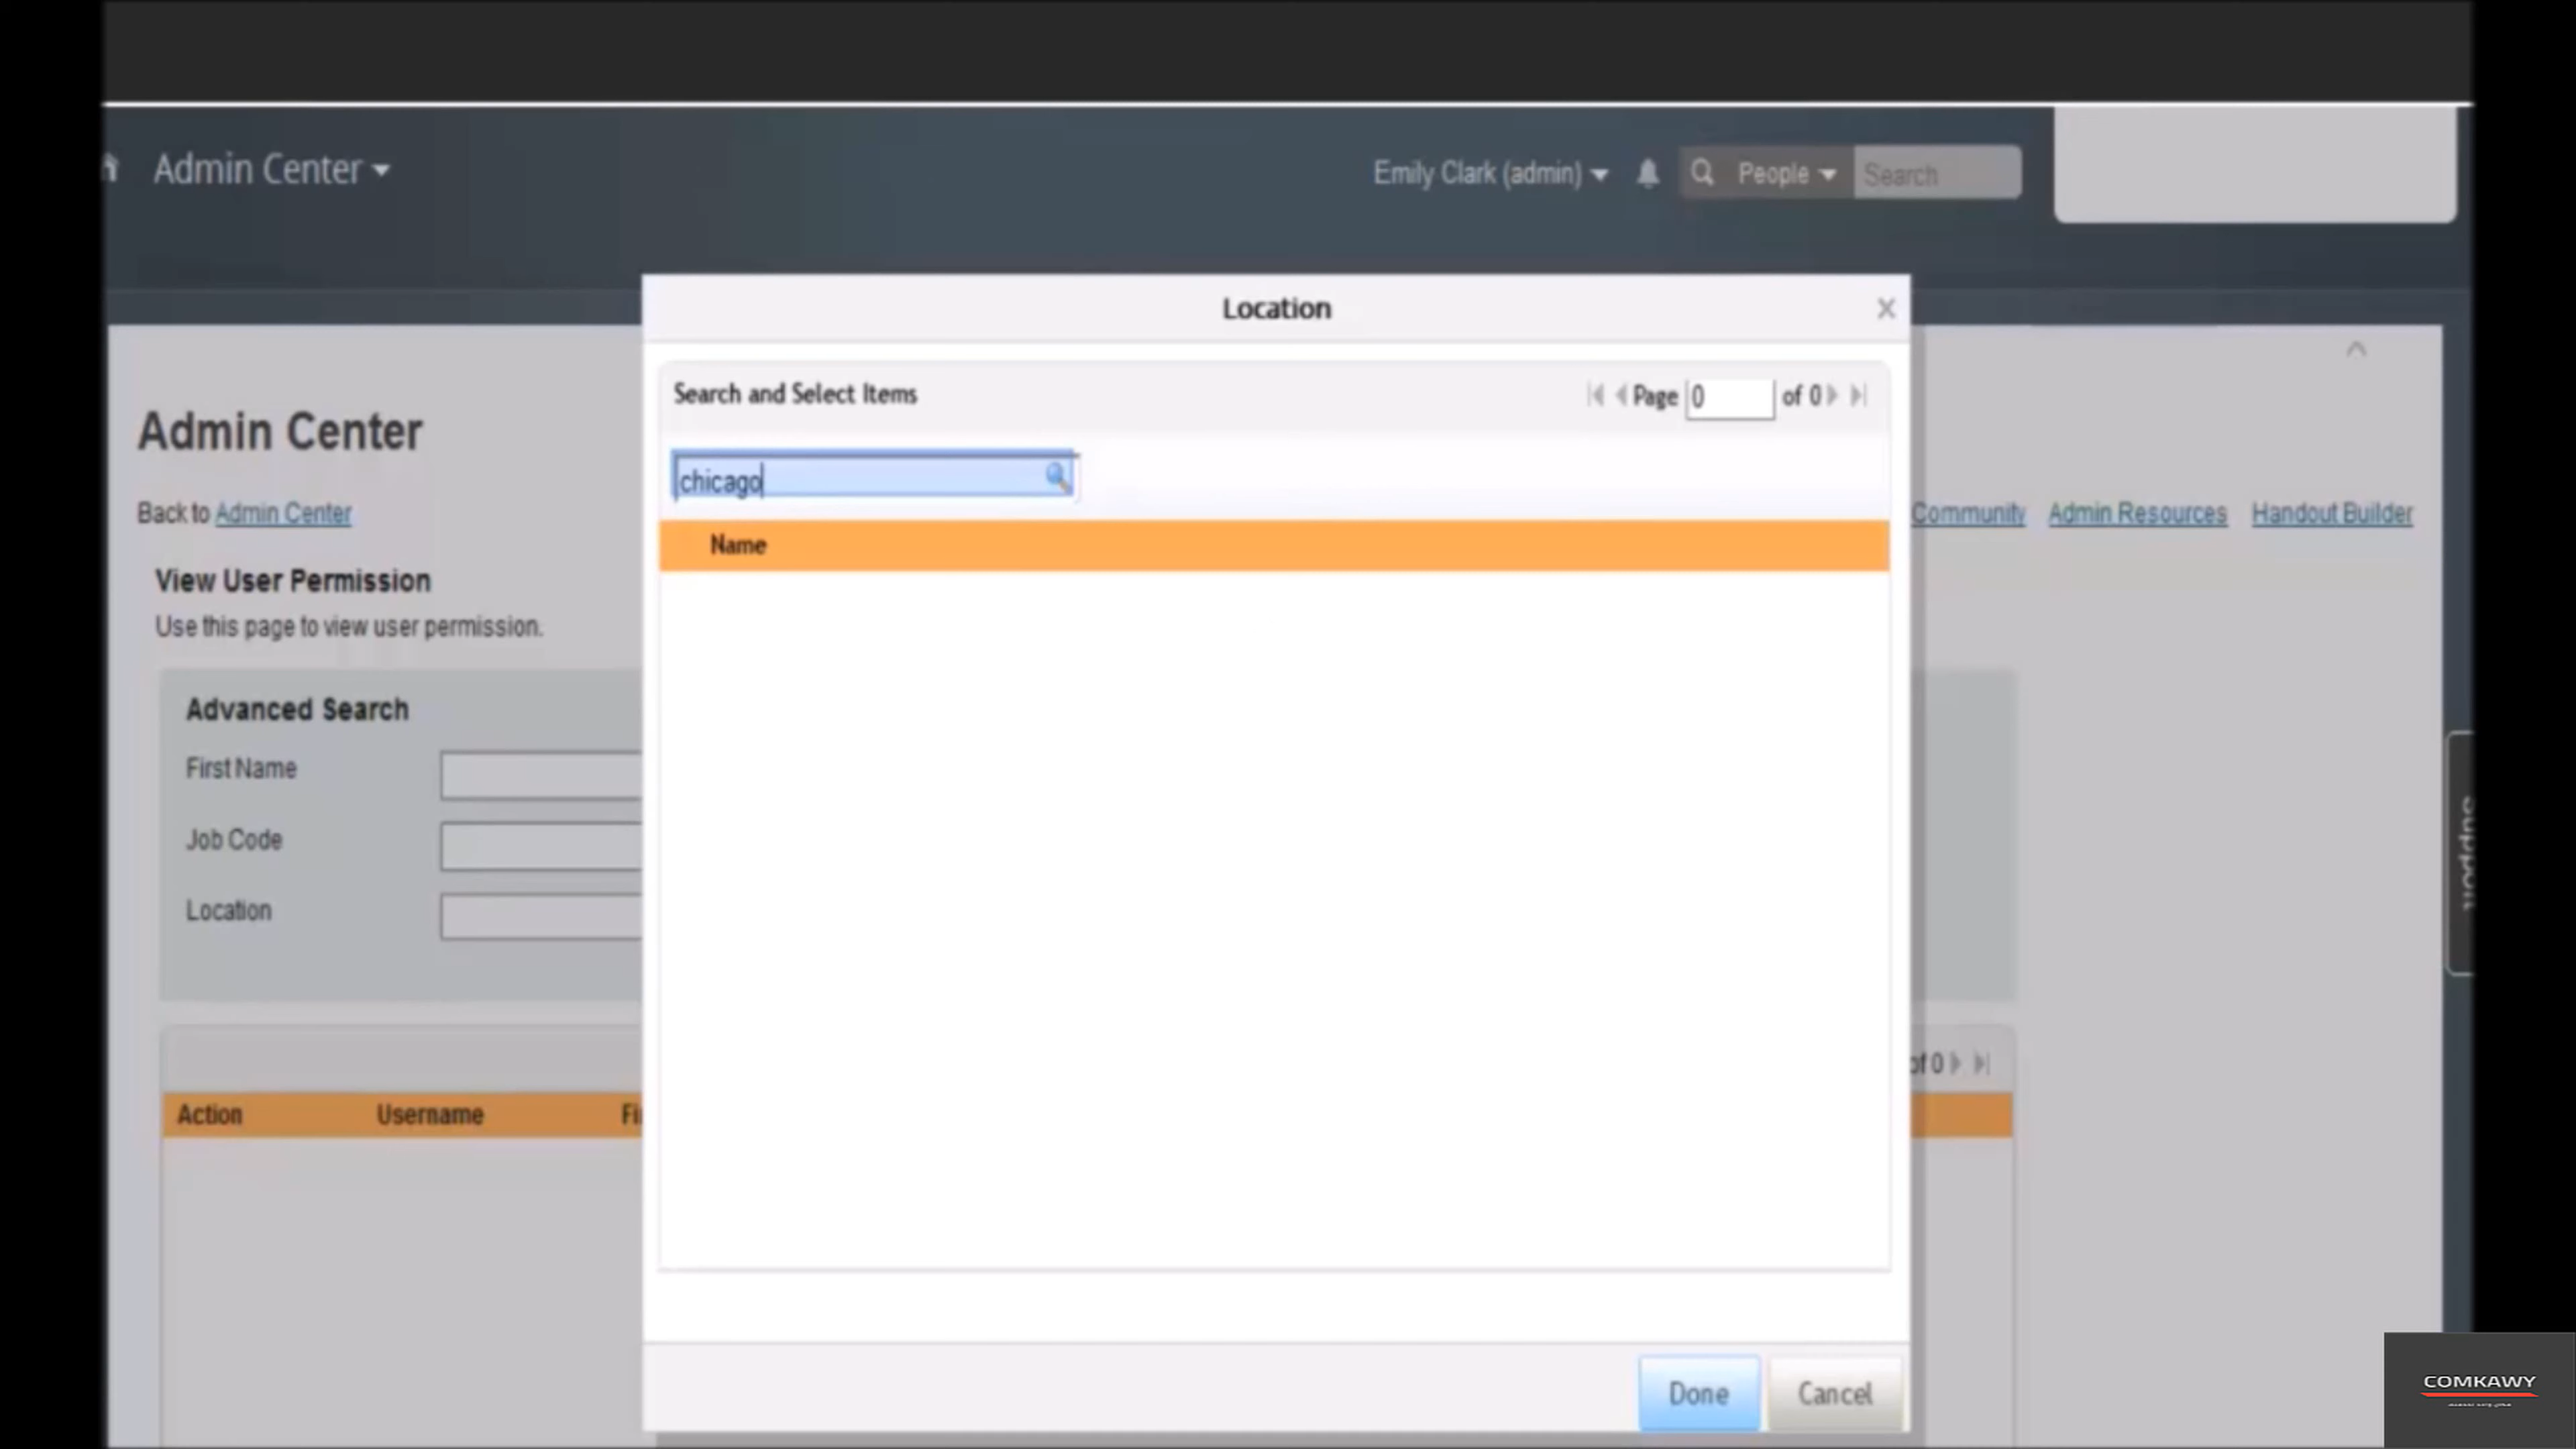 Admin Center
Emily Clark (admin)
People
Search
Location
Search and Select Items
Page 0 of 0
chicago
Name
Admin Center
Back to Admin Center
Community Admin Resources Handout Builder
View User Permission
Use this page to view user permission.
Advanced Search
First Name
Job Code
Location
Support
of 0
Action Username Fi
Done Cancel
COMKAWY